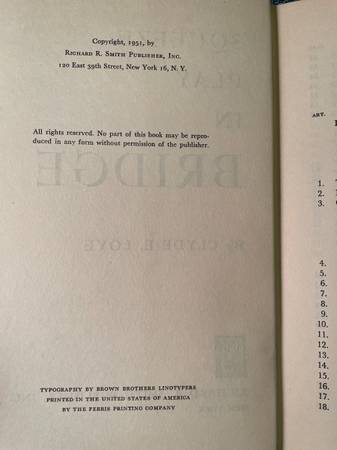 Copyright, 1951, by
Richard R. Smith Publisher, Inc.
120 East 39th Street, New York 16, N. Y.
All rights reserved. No part of this book may be repro-
duced in any form without permission of the publisher.
TYPOGRAPHY BY BROWN BROTHERS LINOTYPERS
PRINTED IN THE UNITED STATES OF AMERICA
BY THE FERRIS PRINTING COMPANY
ART.
1.
2.
3.
4.
5.
6.
7.
8.
9.
10.
11.
12.
13.
14.
15.
16.
17.
18.